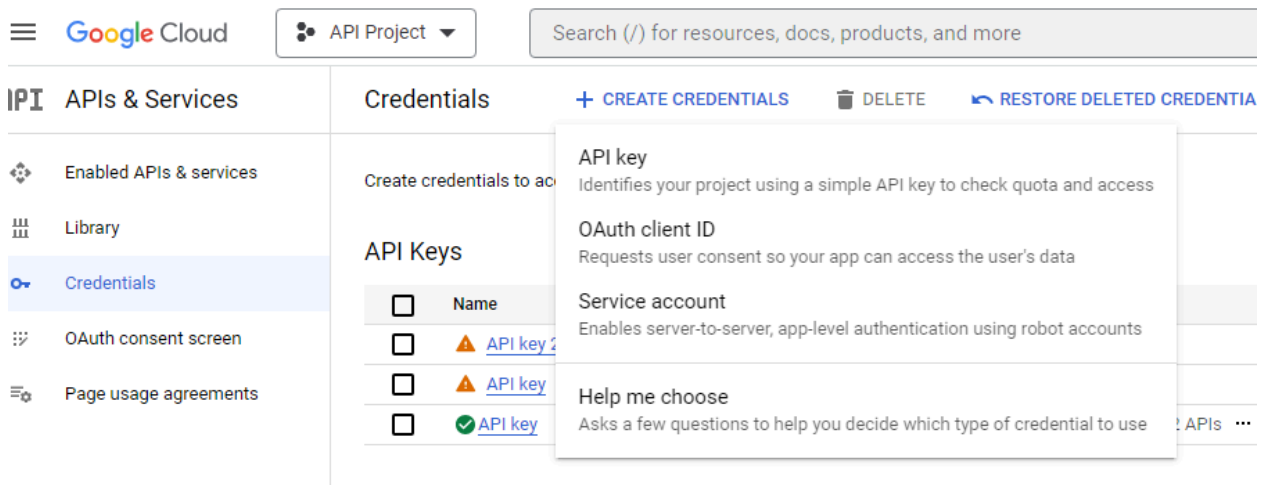 Google Cloud
API Project
Search (/) for resources, docs, products, and more
API
APIs & Services
Credentials
+ CREATE CREDENTIALS
DELETE
RESTORE DELETED CREDENTIA
Enabled APIs & services
Library
Credentials
OAuth consent screen
Page usage agreements
Create credentials to ac
API Keys
Name
API key 2
API key
API key
API key
Identifies your project using a simple API key to check quota and access
OAuth client ID
Requests user consent so your app can access the user's data
Service account
Enables server-to-server, app-level authentication using robot accounts
Help me choose
Asks a few questions to help you decide which type of credential to use
2 APIs